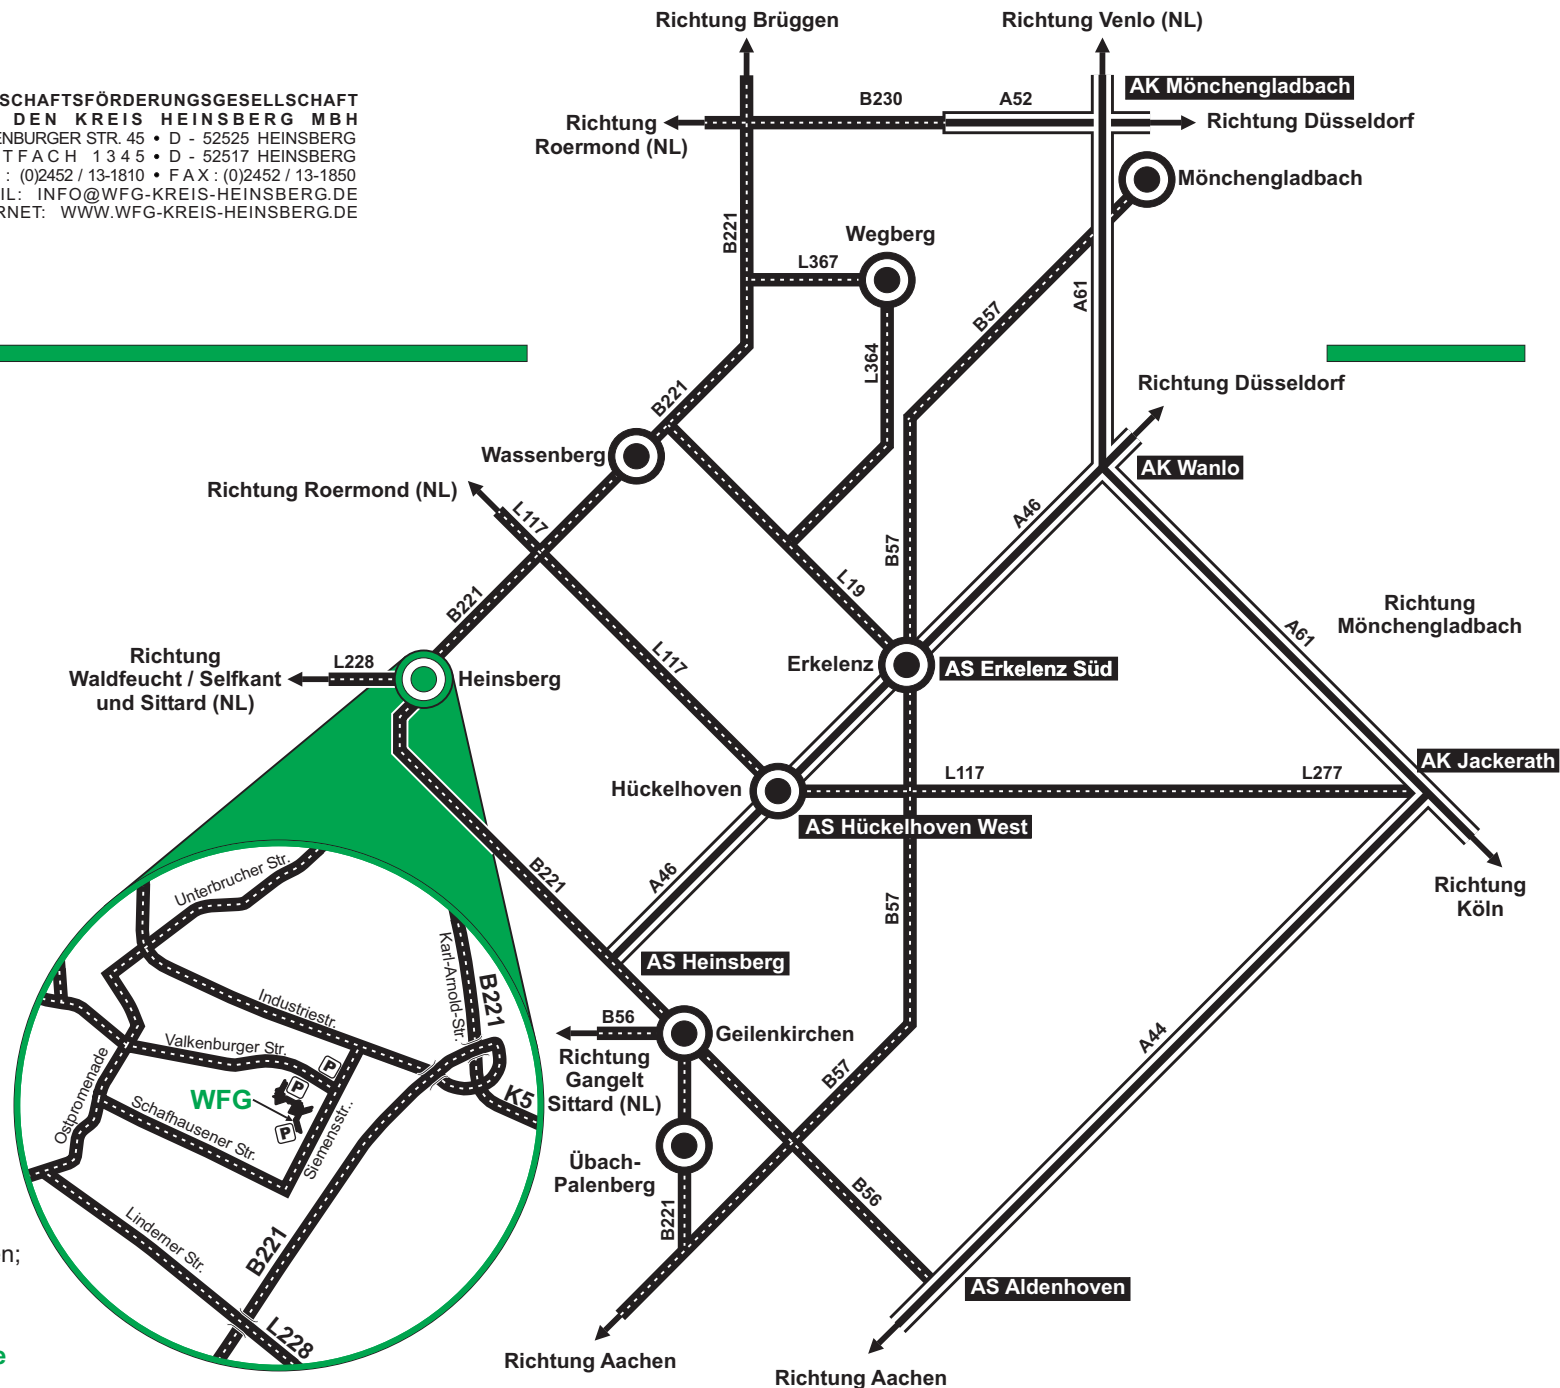 Richtung Brüggen
Richtung Venlo (NL)
SCHAFTSFÖRDERUNGSGESELLSCHAFT
DEN KREIS HEINSBERG MBH
ENBURGER STR. 45 • D - 52525 HEINSBERG
TFACH 1345 • D - 52517 HEINSBERG
: (0)2452 / 13-1810 • FAX : (0)2452 / 13-1850
IL: INFO@WFG-KREIS-HEINSBERG.DE
RNET: WWW.WFG-KREIS-HEINSBERG.DE
AK Mönchengladbach
B230
A52
Richtung
Roermond (NL)
Richtung Düsseldorf
Mönchengladbach
B221
Wegberg
L367
A61
B57
L364
Richtung Düsseldorf
B221
Wassenberg
AK Wanlo
Richtung Roermond (NL)
L117
A46
B57
L19
B221
Richtung
Mönchengladbach
A61
L117
Richtung
Waldfeucht / Selfkant
und Sittard (NL)
L228
Heinsberg
Erkelenz
AS Erkelenz Süd
AK Jackerath
Hückelhoven
L117
L277
AS Hückelhoven West
B221
A46
B57
Richtung
Köln
AS Heinsberg
Unterbrucher Str.
Karl-Arnold-Str.
B221
Industriestr.
B56
Geilenkirchen
Richtung
Gangelt
Sittard (NL)
A44
B57
Valkenburger Str.
P
P
WFG
P
K5
Ostpromenade
Schafhausener Str.
Siemensstr..
Übach-
Palenberg
B56
B221
Linderner Str.
B221
en;
L228
AS Aldenhoven
e
Richtung Aachen
Richtung Aachen